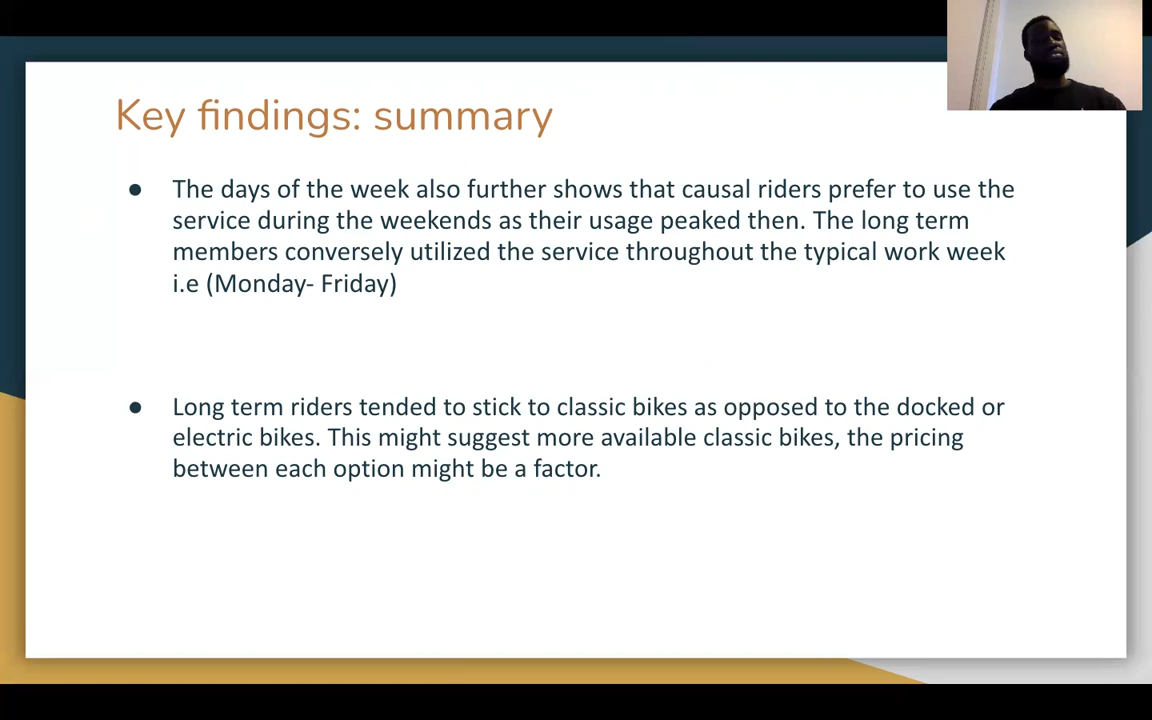 Key findings: summary
● The days of the week also further shows that causal riders prefer to use the
service during the weekends as their usage peaked then. The long term
members conversely utilized the service throughout the typical work week
i.e (Monday- Friday)
● Long term riders tended to stick to classic bikes as opposed to the docked or
electric bikes. This might suggest more available classic bikes, the pricing
between each option might be a factor.